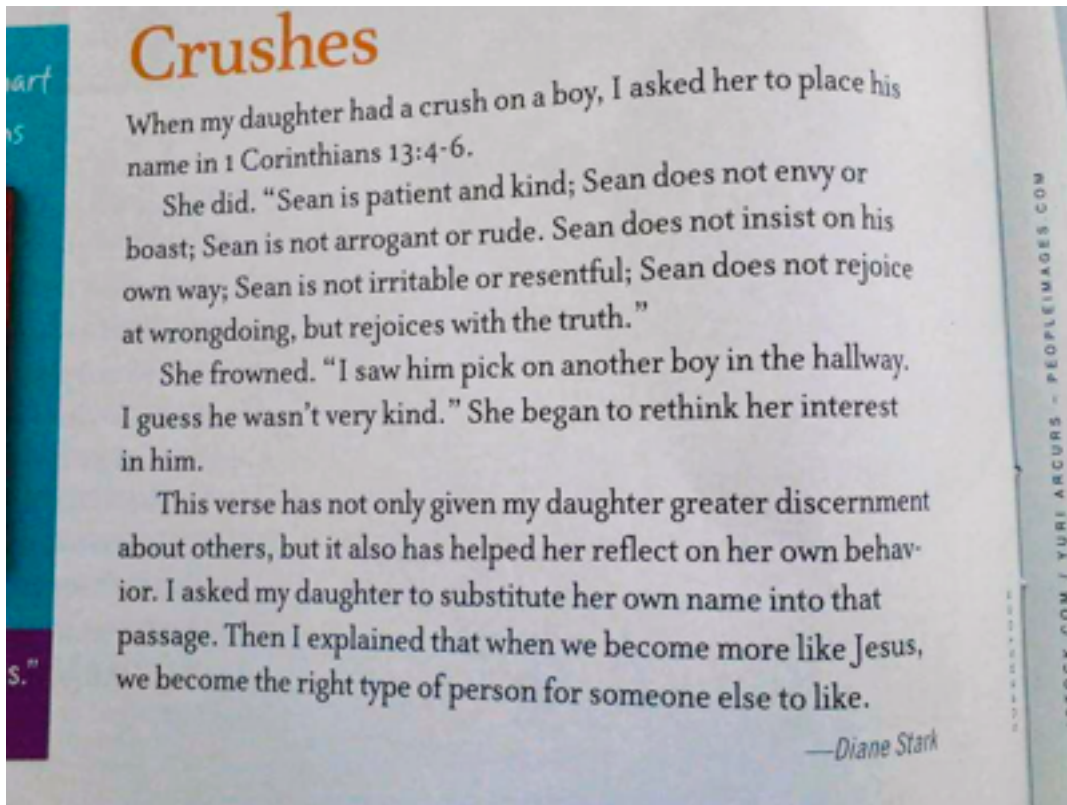 Crushes
When my daughter had a crush on a boy, I asked her to place his
name in 1 Corinthians 13:4-6.
She did. “Sean is patient and kind; Sean does not envy or
boast; Sean is not arrogant or rude. Sean does not insist on his
own way; Sean is not irritable or resentful; Sean does not rejoice
at wrongdoing, but rejoices with the truth.”
She frowned. “I saw him pick on another boy in the hallway.
I guess he wasn’t very kind.” She began to rethink her interest
in him.
This verse has not only given my daughter greater discernment
about others, but it also has helped her reflect on her own behav-
ior. I asked my daughter to substitute her own name into that
passage. Then I explained that when we become more like Jesus,
we become the right type of person for someone else to like.
—Diane Stark
s.”
YURI ARCURS – PEOPLEIMAGES.COM